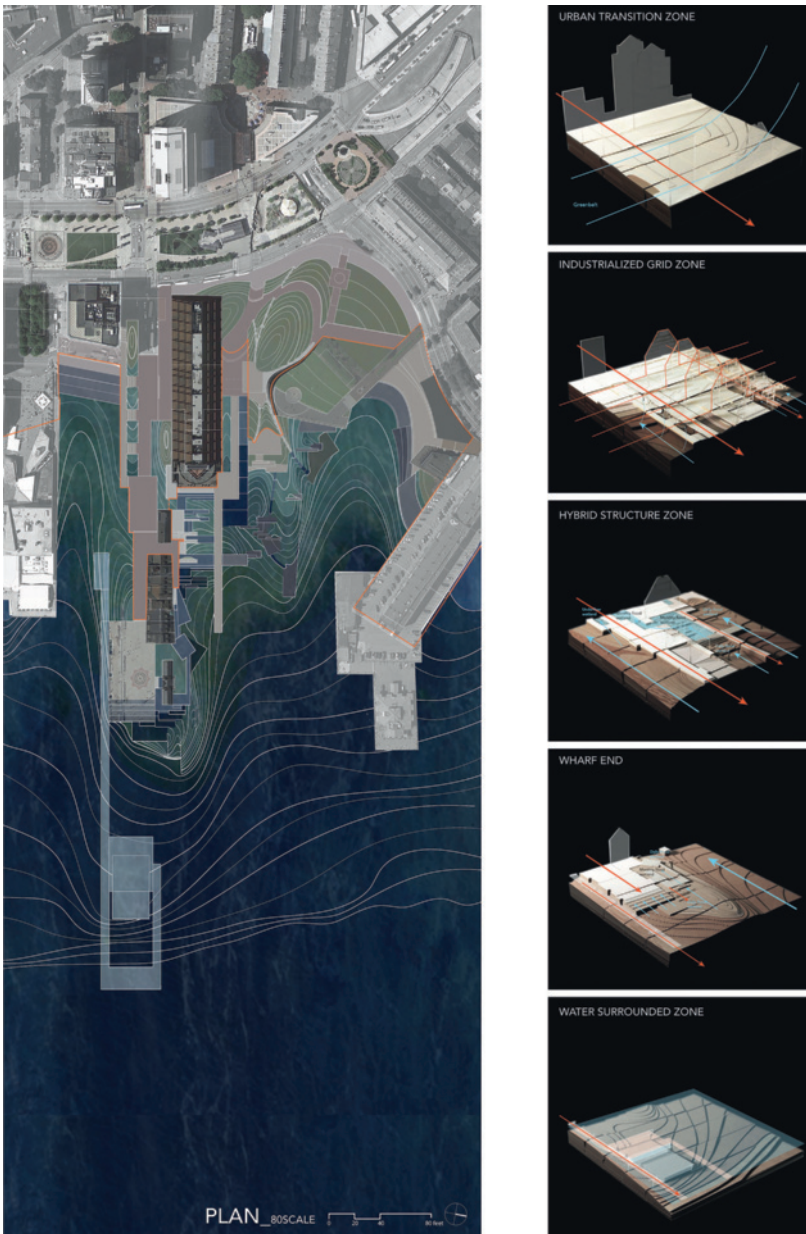 PLAN_80SCALE
0 20 40 80 feet
URBAN TRANSITION ZONE
Greenbelt
INDUSTRIALIZED GRID ZONE
HYBRID STRUCTURE ZONE
WHARF END
WATER SURROUNDED ZONE